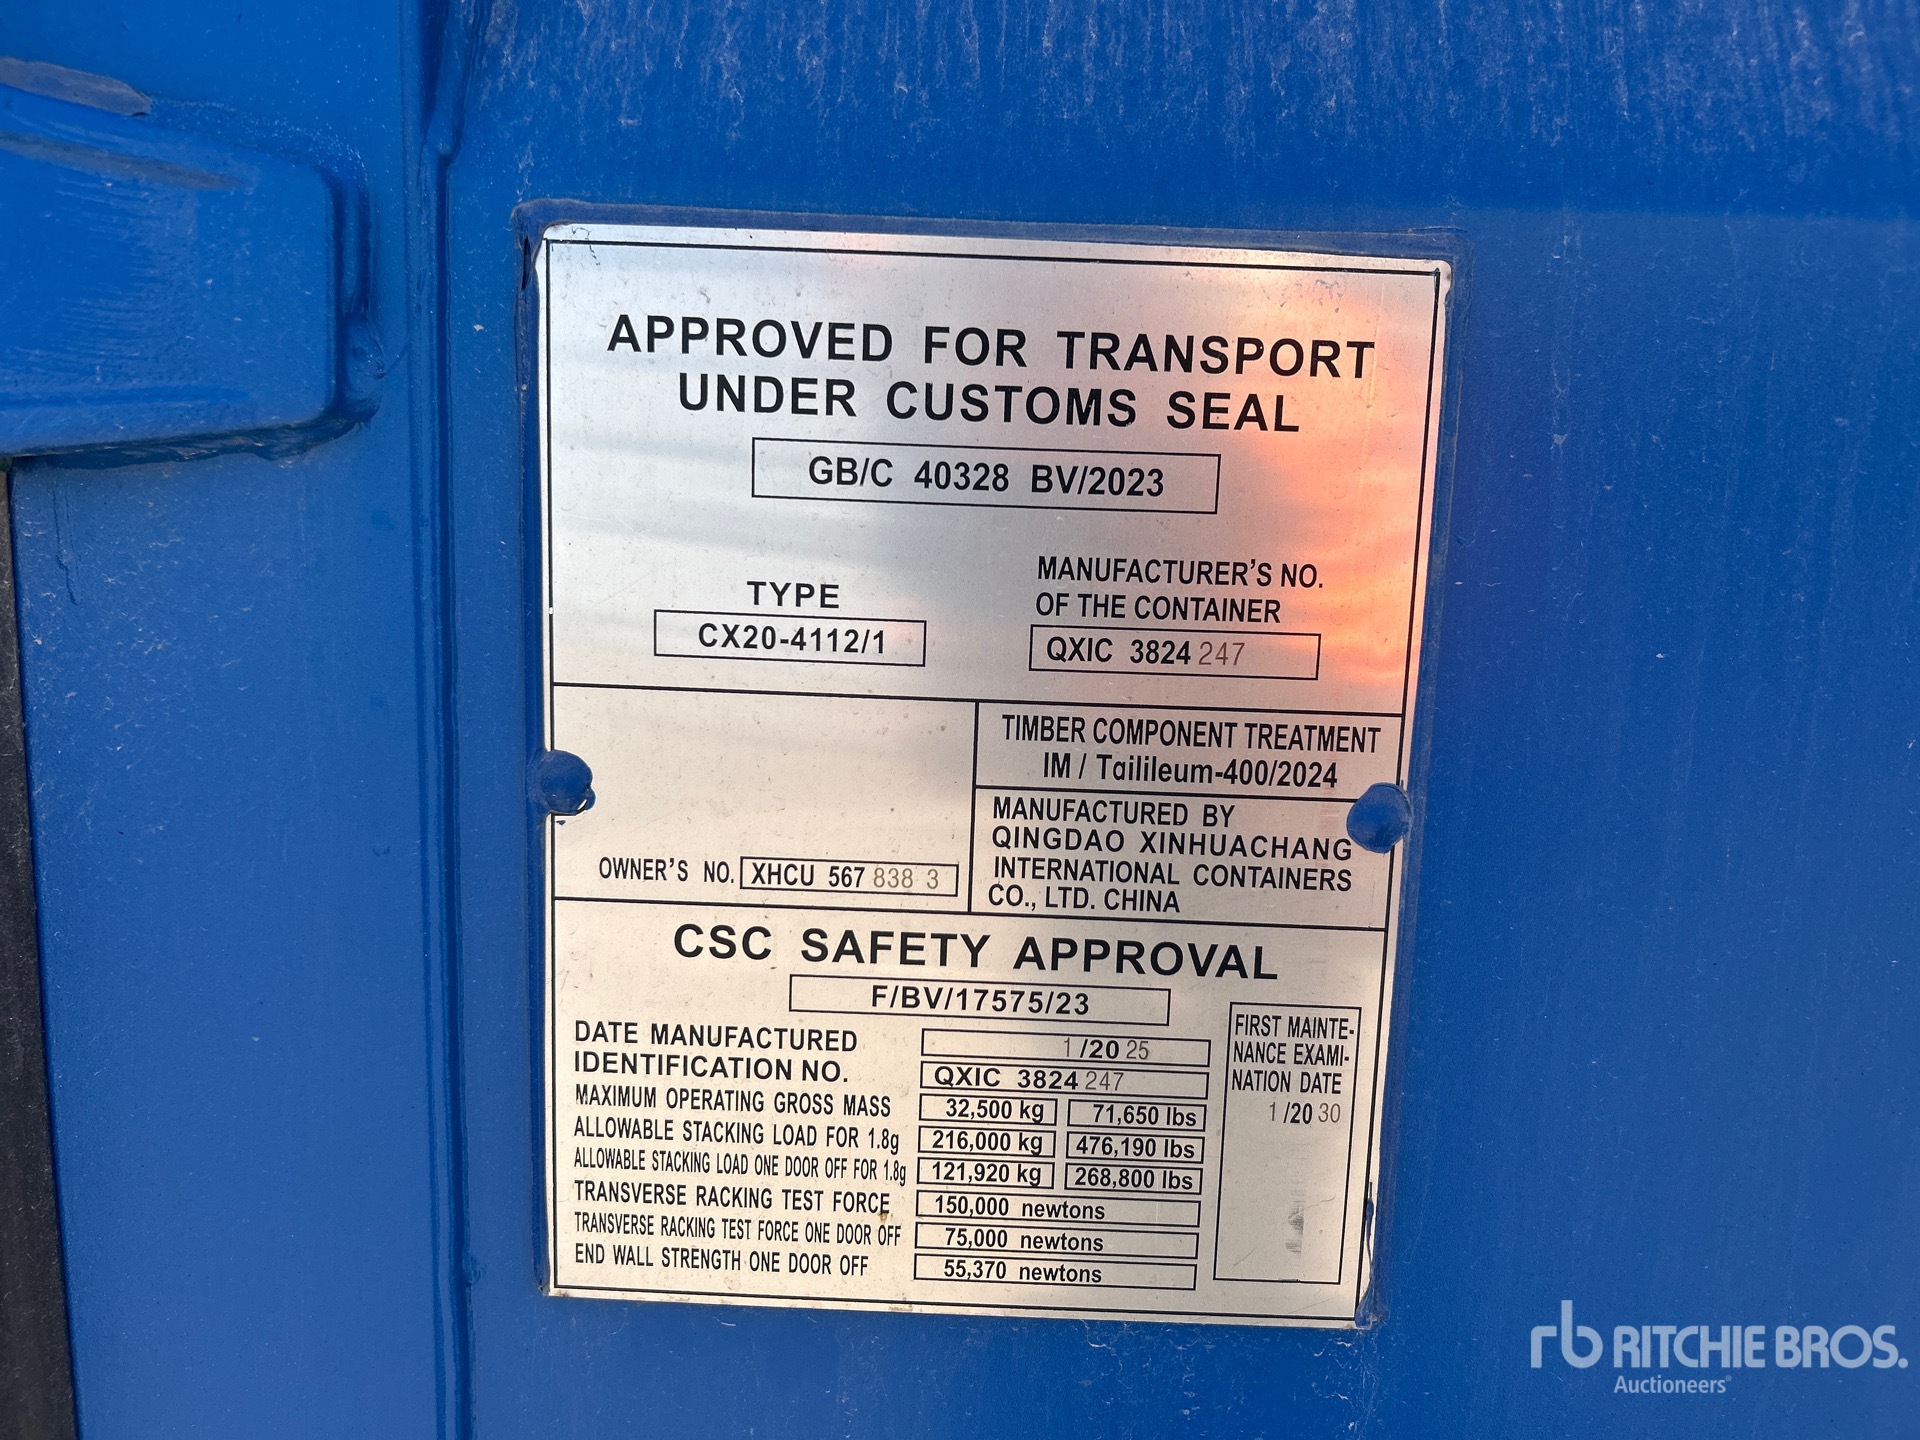 APPROVED FOR TRANSPORT
UNDER CUSTOMS SEAL
GB/C 40328 BV/2023
TYPE
CX20-4112/1
MANUFACTURER'S NO.
OF THE CONTAINER
QXIC 3824 247
TIMBER COMPONENT TREATMENT
IM / Tailileum-400/2024
OWNER'S NO. XHCU 567 838 3
MANUFACTURED BY
QINGDAO XINHUACHANG
INTERNATIONAL CONTAINERS
CO., LTD. CHINA
CSC SAFETY APPROVAL
F/BV/17575/23
DATE MANUFACTURED 1 /20 25
IDENTIFICATION NO. QXIC 3824 247
MAXIMUM OPERATING GROSS MASS 32,500 kg 71,650 lbs
ALLOWABLE STACKING LOAD FOR 1.8g 216,000 kg 476,190 lbs
ALLOWABLE STACKING LOAD ONE DOOR OFF FOR 1.8g 121,920 kg 268,800 lbs
TRANSVERSE RACKING TEST FORCE 150,000 newtons
TRANSVERSE RACKING TEST FORCE ONE DOOR OFF 75,000 newtons
END WALL STRENGTH ONE DOOR OFF 55,370 newtons
FIRST MAINTE-
NANCE EXAMI-
NATION DATE
1 /20 30
rb RITCHIE BROS.
Auctioneers